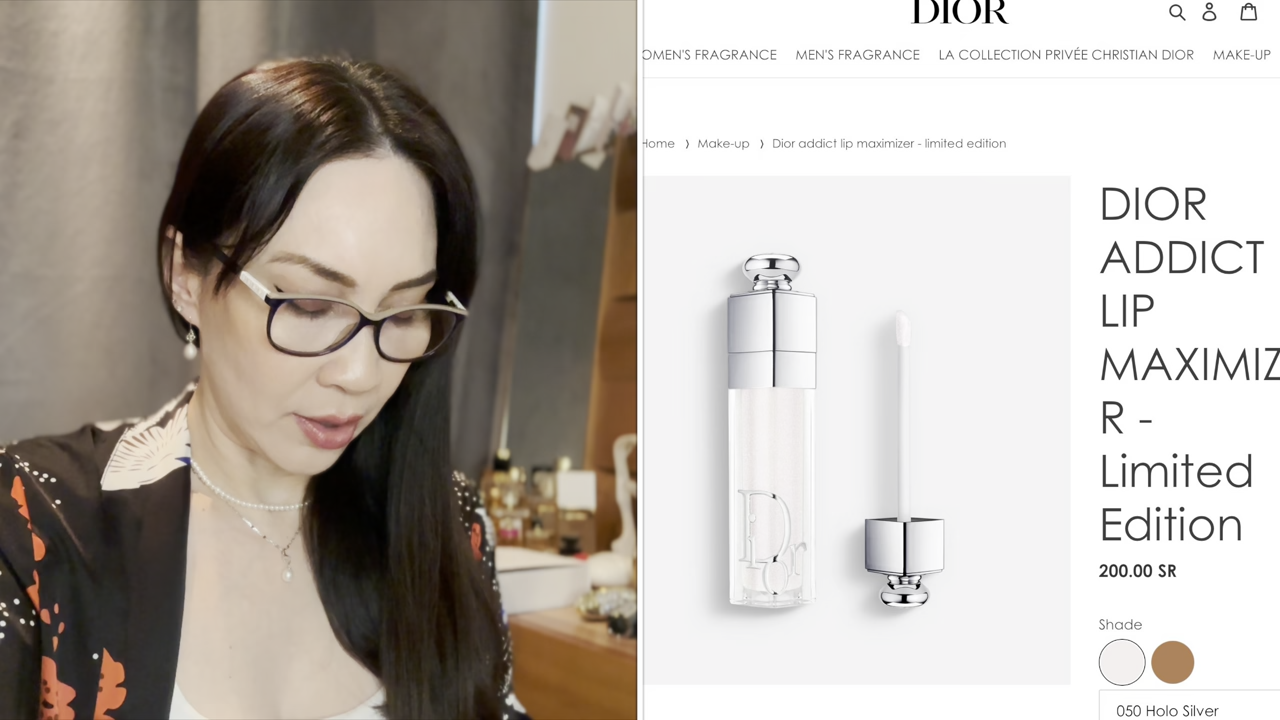 DIOR
OMEN'S FRAGRANCE MEN'S FRAGRANCE LA COLLECTION PRIVÉE CHRISTIAN DIOR MAKE-UP
Home › Make-up › Dior addict lip maximizer - limited edition
DIOR
ADDICT
LIP
MAXIMIZ
R -
Limited
Edition
200.00 SR
Shade
050 Holo Silver
Dior